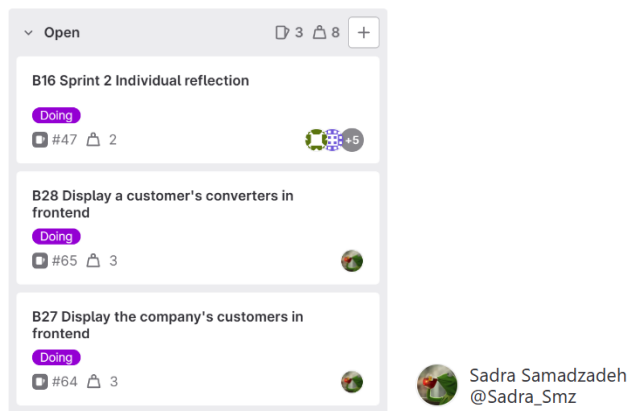 Open 3 8
B16 Sprint 2 Individual reflection
Doing
#47 2 +5
B28 Display a customer's converters in
frontend
Doing
#65 3
B27 Display the company's customers in
frontend
Doing
#64 3
Sadra Samadzadeh
@Sadra_Smz